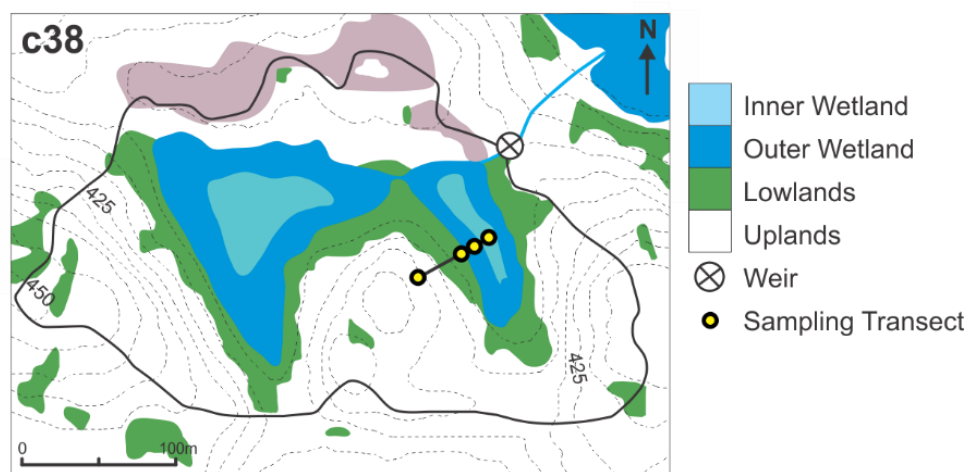 c38
N
425
450
425
0 100m
Inner Wetland
Outer Wetland
Lowlands
Uplands
Weir
Sampling Transect